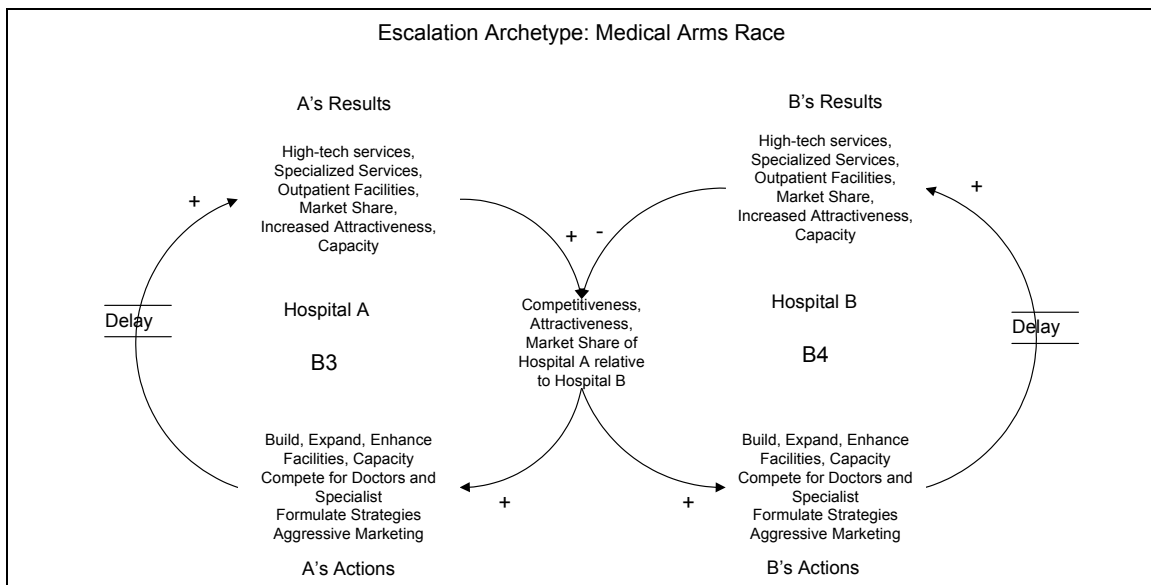 Escalation Archetype: Medical Arms Race
A's Results
High-tech services,
Specialized Services,
Outpatient Facilities,
Market Share,
Increased Attractiveness,
Capacity
+
Delay
Hospital A
B3
Build, Expand, Enhance
Facilities, Capacity
Compete for Doctors and
Specialist
Formulate Strategies
Aggressive Marketing
A's Actions
+
+ -
Competitiveness,
Attractiveness,
Market Share of
Hospital A relative
to Hospital B
+
B's Results
High-tech services,
Specialized Services,
Outpatient Facilities,
Market Share,
Increased Attractiveness,
Capacity
+
Delay
Hospital B
B4
Build, Expand, Enhance
Facilities, Capacity
Compete for Doctors and
Specialist
Formulate Strategies
Aggressive Marketing
B's Actions